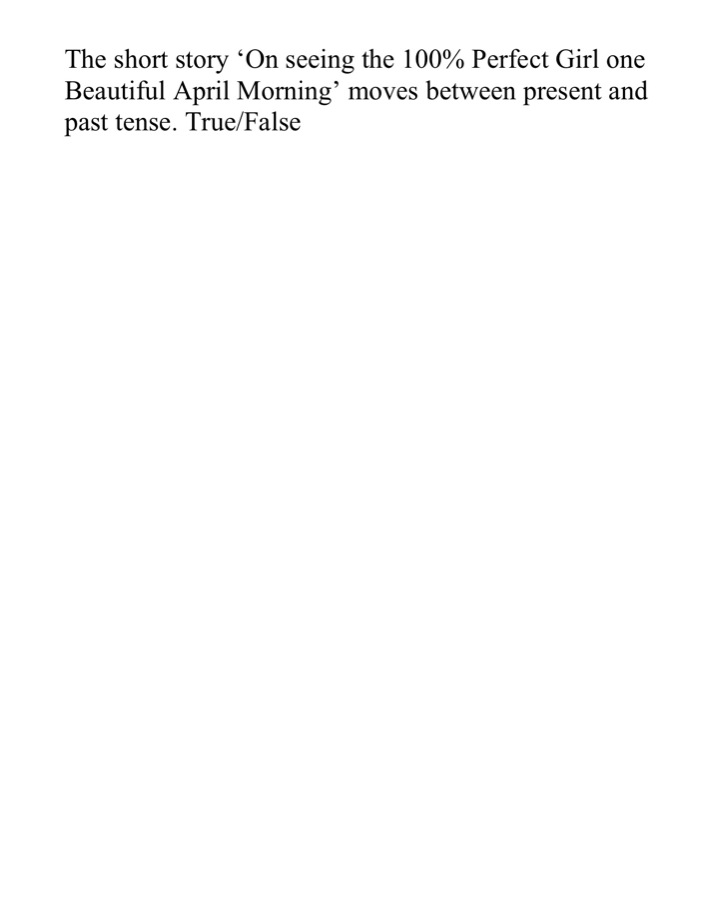 The short story ‘On seeing the 100% Perfect Girl one
Beautiful April Morning’ moves between present and
past tense. True/False